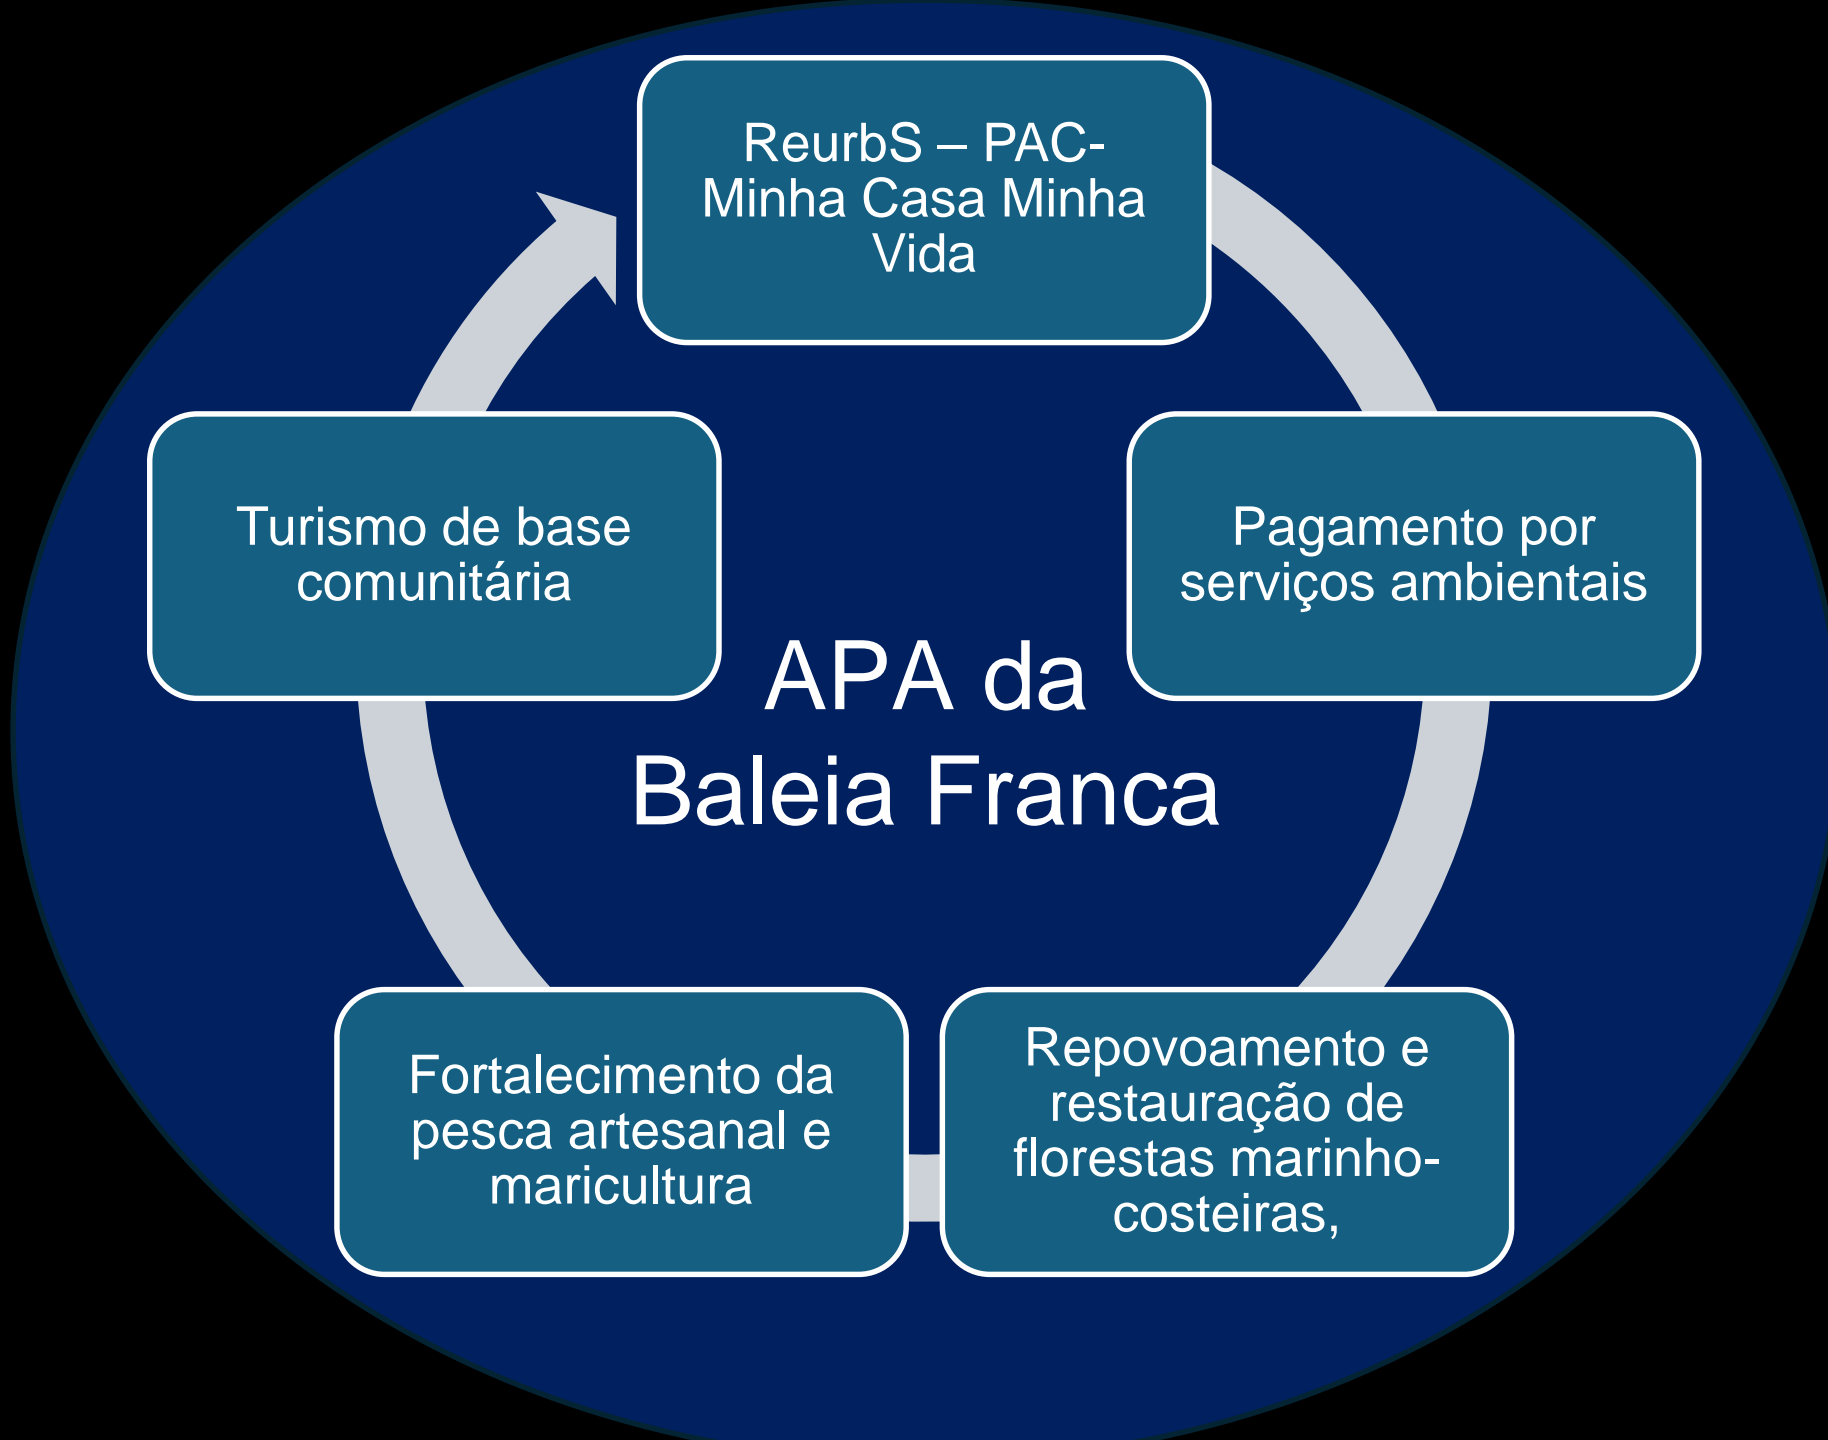 ReurbS – PAC-
Minha Casa Minha
Vida
Turismo de base
comunitária
Pagamento por
serviços ambientais
APA da
Baleia Franca
Fortalecimento da
pesca artesanal e
maricultura
Repovoamento e
restauração de
florestas marinho-
costeiras,